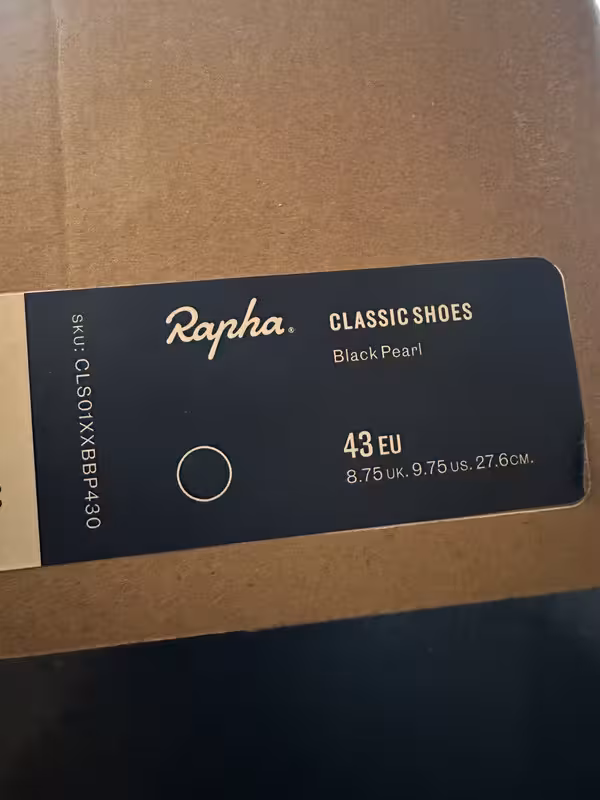 SKU: CLS01XXBBP430
Rapha®
CLASSIC SHOES
Black Pearl
43 EU
8.75 UK. 9.75 US. 27.6CM.